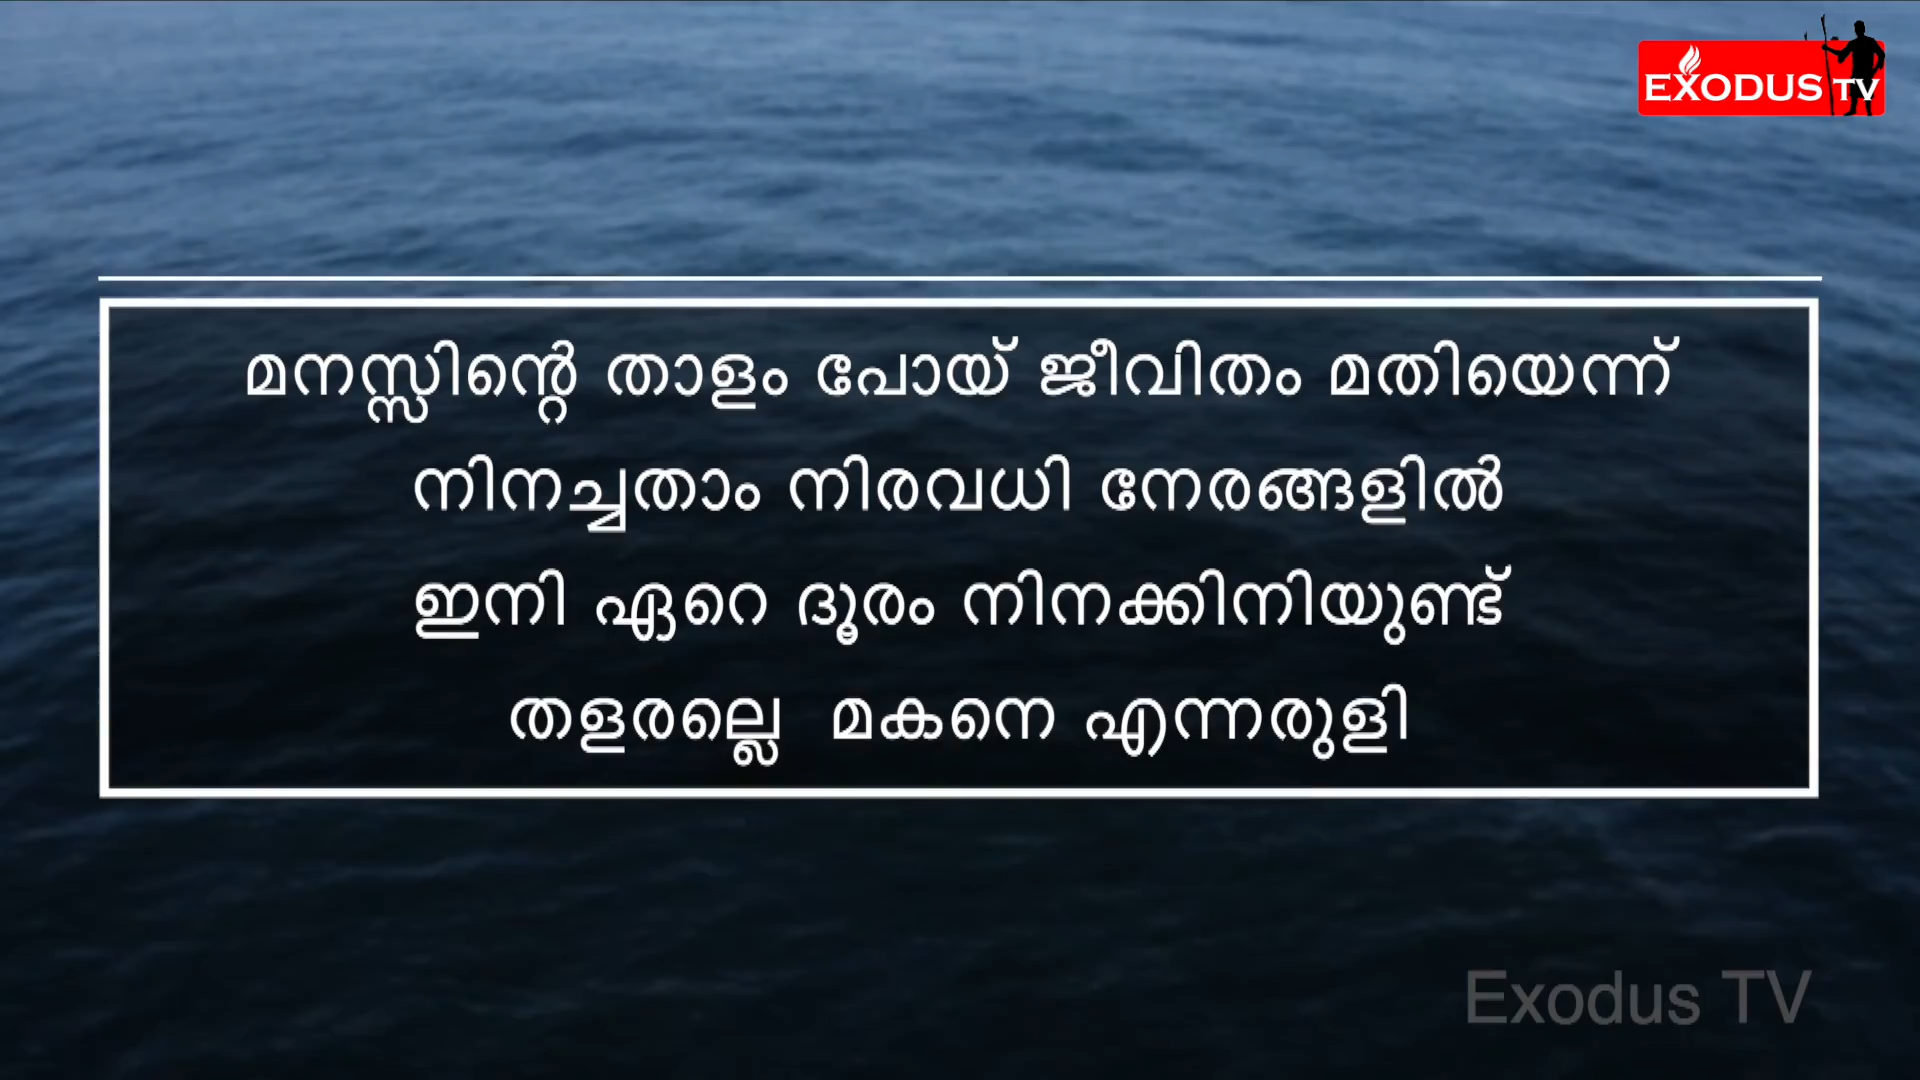 EXODUS TV
മനസ്സിന്റെ താളം പോയ് ജീവിതം മതിയെന്ന്
നിനച്ചതാം നിരവധി നേരങ്ങളിൽ
ഇനി ഏറെ ദൂരം നിനക്കിനിയുണ്ട്
തളരല്ലെ മകനെ എന്നരുളി
Exodus TV